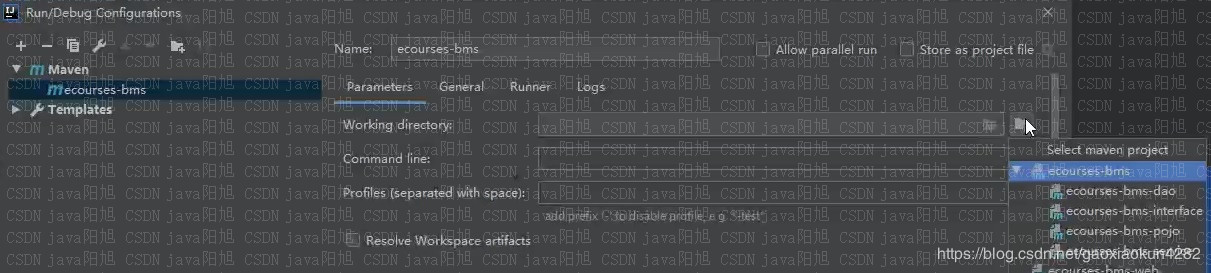 Run/Debug Configurations
Name: ecourses-bms Allow parallel run Store as project file
Maven
ecourses-bms
Templates
Parameters General Runner Logs
Working directory:
Select maven project
Command line:
ecourses-bms
ecourses-bms-dao
Profiles (separated with space):
ecourses-bms-interface
add prefix '-' to disable profile, e.g. "-test"
ecourses-bms-pojo
Resolve Workspace artifacts
https://blog.csdn.net/gaoxiaokun4282
ecourses-bms-web
CSDN java阳旭